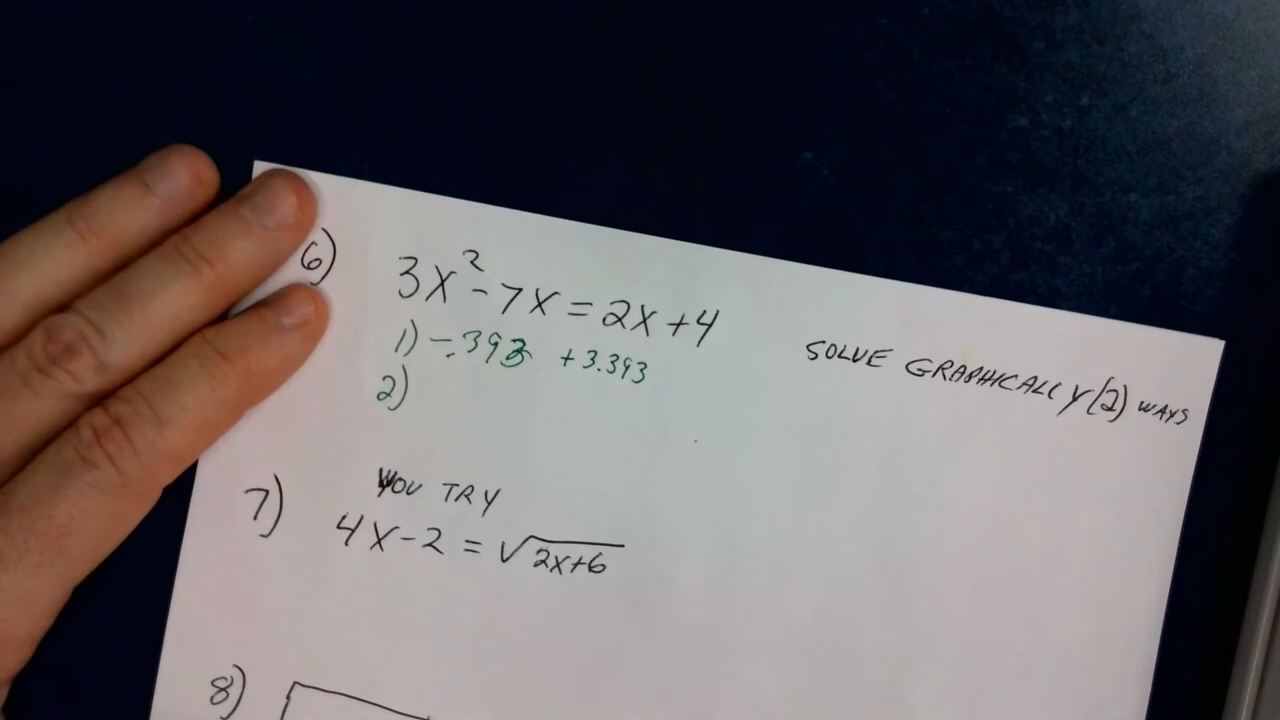 6) 3x² - 7x = 2x + 4
SOLVE GRAPHICALLY (2) WAYS
1) -.393 +3.393
2)
7) YOU TRY
4x - 2 = √(2x+6)
8)